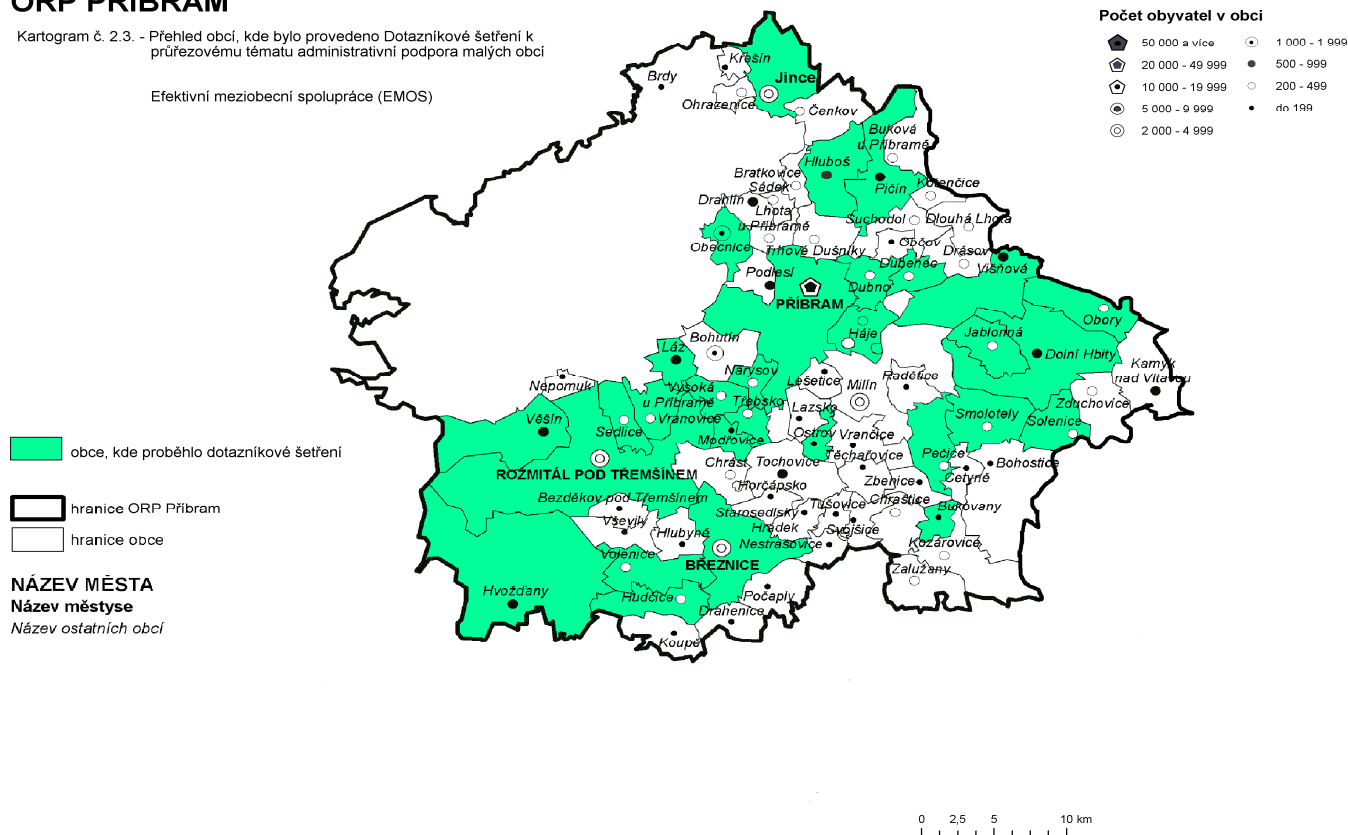 ORP PŘÍBRAM
Kartogram č. 2.3. - Přehled obcí, kde bylo provedeno Dotazníkové šetření k
průřezovému tématu administrativní podpora malých obcí
Efektivní meziobecní spolupráce (EMOS)
Počet obyvatel v obci
50 000 a více
1 000 - 1 999
20 000 - 49 999
500 - 999
10 000 - 19 999
200 - 499
5 000 - 9 999
do 199
2 000 - 4 999
Křešín
Brdy
Jince
Ohrazenice
Čenkov
Buková
u Příbramě
Hluboš
Bratkovice
Sádek
Pičín
Kotenčice
Drahlín
Lhota
u Příbramě
Suchodol
Dlouhá Lhota
Obecnice
Trhové Dušníky
Občov
Drásov
Dubenec
Višňová
Podlesí
Dubno
PŘÍBRAM
Obory
Háje
Jablonná
Bohutín
Láz
Dolní Hbity
Kamýk
nad Vltavou
Narysov
Lešetice
Milín
Radětice
Nepomuk
Vysoká
u Příbramě
Třebsko
Zduchovice
Lazsko
Smolotely
Solenice
Věšín
Sedlice
Vranovice
Modřovice
Ostrov
Vrančice
Pečice
Těchařovice
Bohostice
Chrást
Tochovice
Cetyně
ROŽMITÁL POD TŘEMŠÍNEM
Horčápsko
Zbenice
Bezděkov pod Třemšínem
Chraštice
Starosedlský
Hrádek
Tušovice
Bukovany
Vševily
Hlubyně
Svojšice
Nestrašovice
Kozárovice
Volenice
BŘEZNICE
Zalužany
Hvožďany
Hudčice
Počaply
Drahenice
Koupě
obce, kde proběhlo dotazníkové šetření
hranice ORP Příbram
hranice obce
NÁZEV MĚSTA
Název městyse
Název ostatních obcí
0 2,5 5 10 km